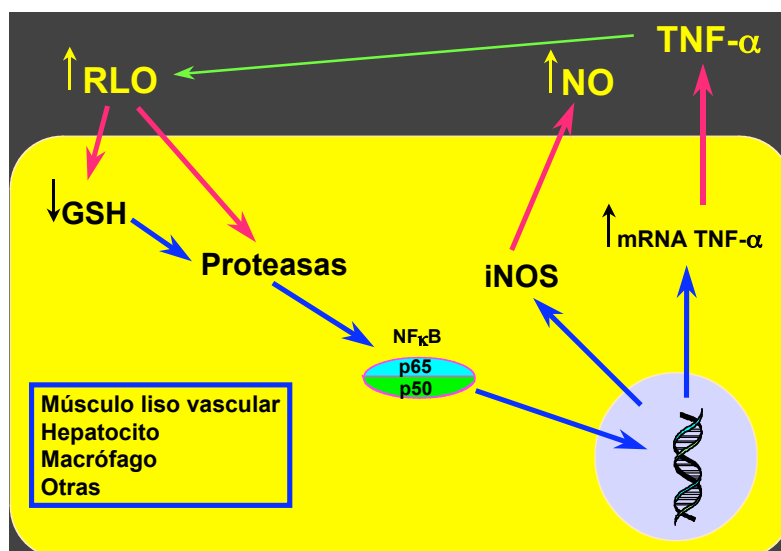 TNF-α
↑RLO
↑NO
↓GSH
↑mRNA TNF-α
Proteasas
iNOS
NFκB
p65
p50
Músculo liso vascular
Hepatocito
Macrófago
Otras